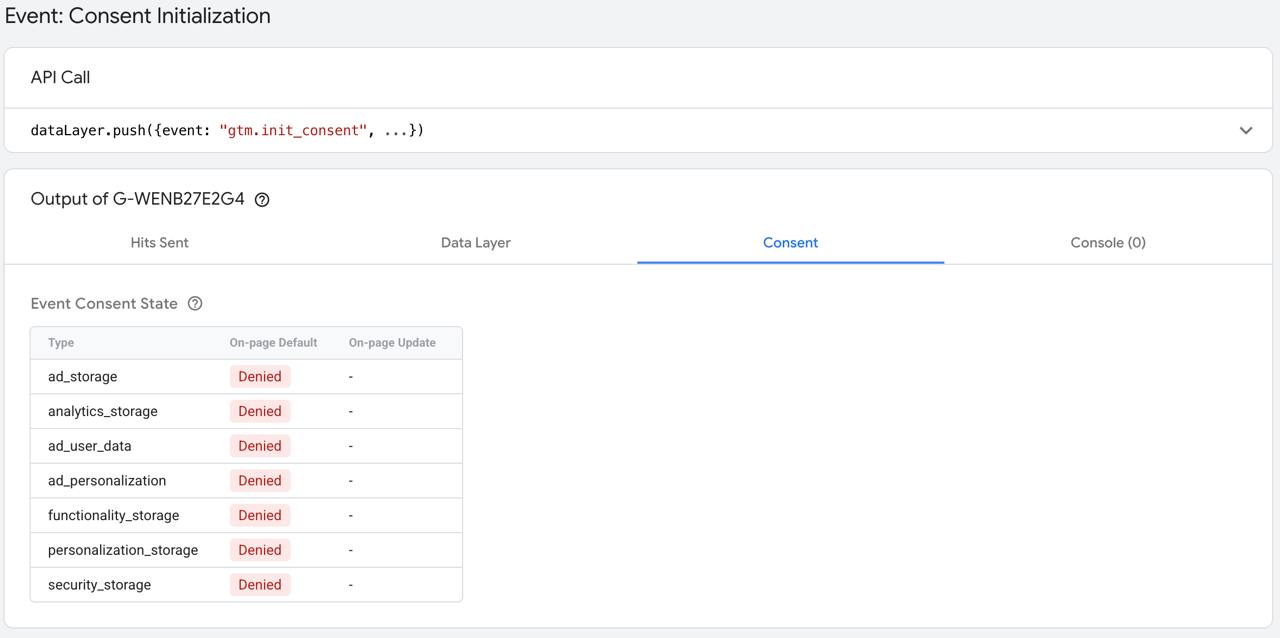 Event: Consent Initialization
API Call
dataLayer.push({event: "gtm.init_consent", ...})
Output of G-WENB27E2G4
Hits Sent Data Layer Consent Console (0)
Event Consent State
Type On-page Default On-page Update
ad_storage Denied -
analytics_storage Denied -
ad_user_data Denied -
ad_personalization Denied -
functionality_storage Denied -
personalization_storage Denied -
security_storage Denied -